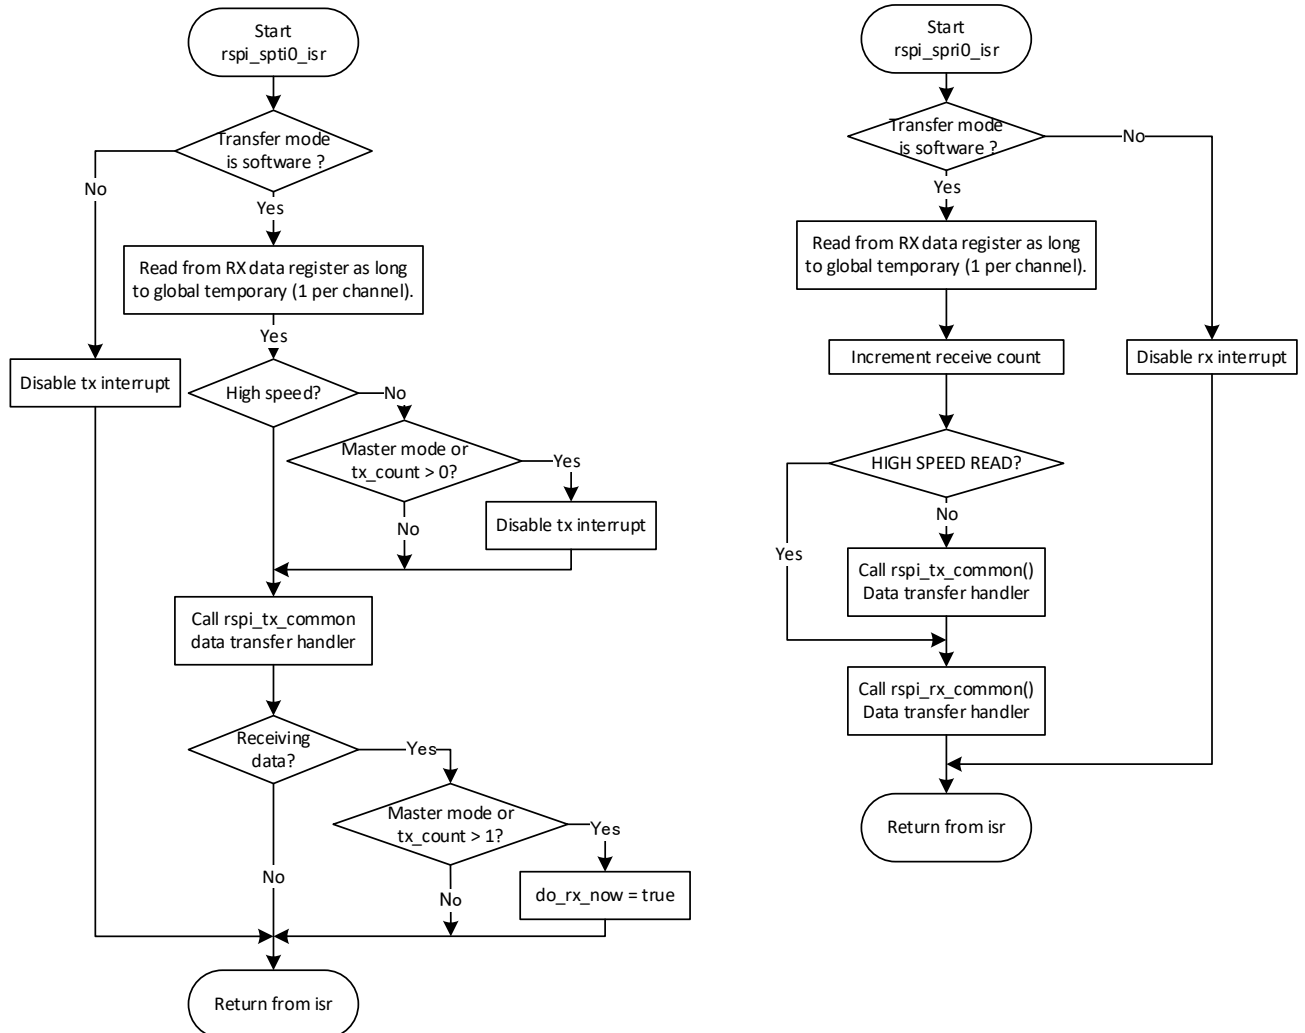 Start
rspi_spti0_isr
Transfer mode
is software ?
No
Yes
Read from RX data register as long
to global temporary (1 per channel).
Yes
Disable tx interrupt
High speed?
No
Master mode or
tx_count > 0?
Yes
No
Disable tx interrupt
Call rspi_tx_common
data transfer handler
Receiving
data?
Yes
Master mode or
tx_count > 1?
Yes
No
No
do_rx_now = true
Return from isr
Start
rspi_spri0_isr
Transfer mode
is software ?
No
Yes
Read from RX data register as long
to global temporary (1 per channel).
Increment receive count
Disable rx interrupt
HIGH SPEED READ?
No
Yes
Call rspi_tx_common()
Data transfer handler
Call rspi_rx_common()
Data transfer handler
Return from isr